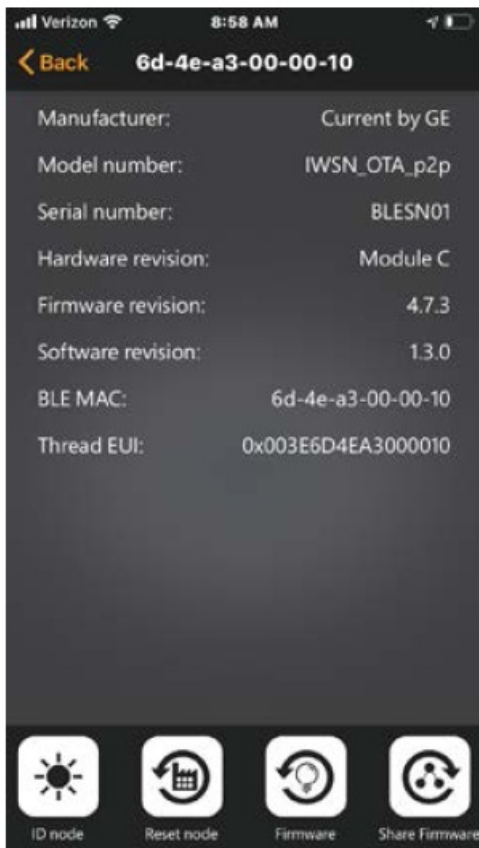 Verizon 8:58 AM
Back 6d-4e-a3-00-00-10
Manufacturer: Current by GE
Model number: IWSN_OTA_p2p
Serial number: BLESN01
Hardware revision: Module C
Firmware revision: 4.7.3
Software revision: 1.3.0
BLE MAC: 6d-4e-a3-00-00-10
Thread EUI: 0x003E6D4EA3000010
ID node Reset node Firmware Share Firmware